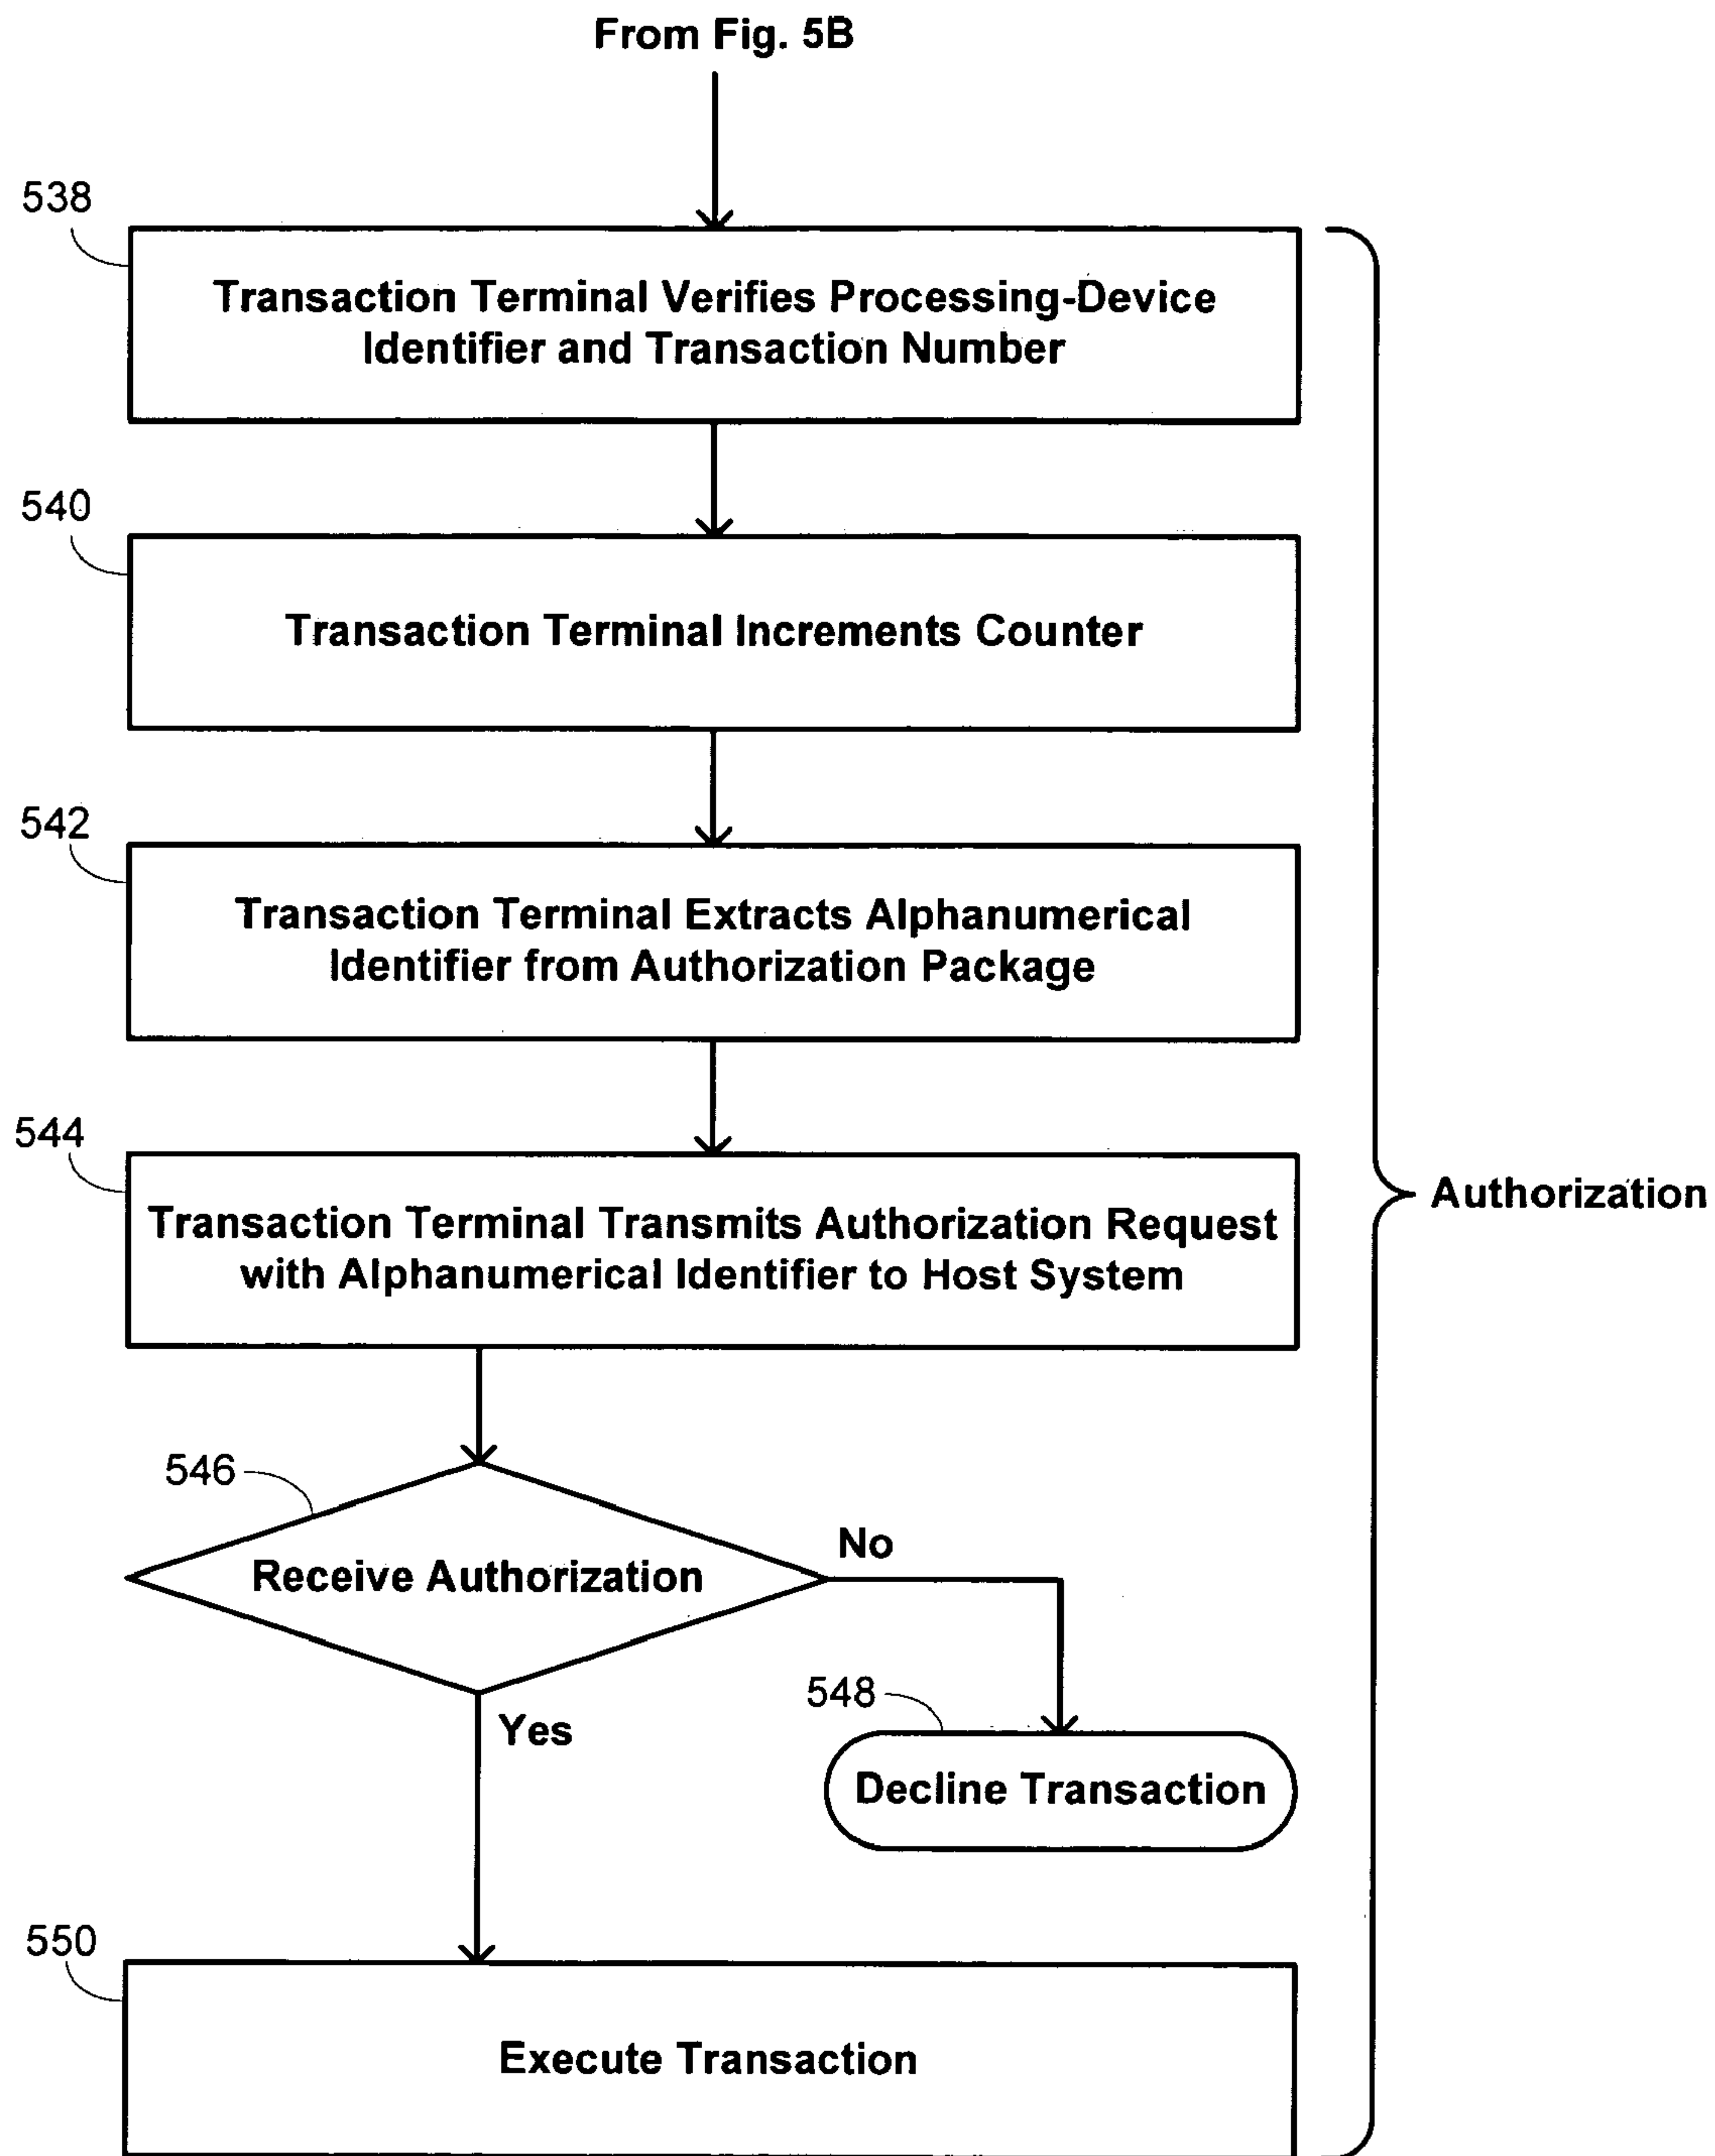 From Fig. 5B
538
Transaction Terminal Verifies Processing-Device
Identifier and Transaction Number
540
Transaction Terminal Increments Counter
542
Transaction Terminal Extracts Alphanumerical
Identifier from Authorization Package
544
Transaction Terminal Transmits Authorization Request
with Alphanumerical Identifier to Host System
Authorization
546
Receive Authorization
No
Yes
548
Decline Transaction
550
Execute Transaction